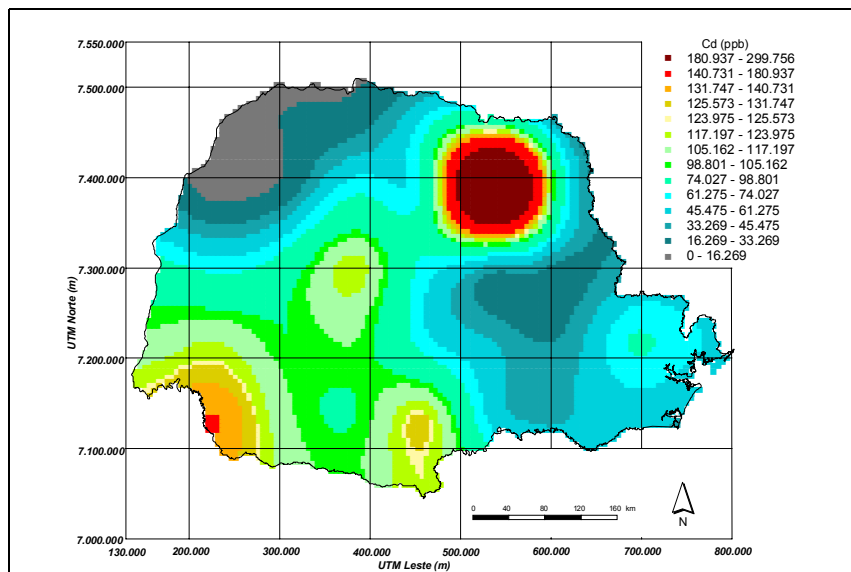 Cd (ppb)
180.937 - 299.756
140.731 - 180.937
131.747 - 140.731
125.573 - 131.747
123.975 - 125.573
117.197 - 123.975
105.162 - 117.197
98.801 - 105.162
74.027 - 98.801
61.275 - 74.027
45.475 - 61.275
33.269 - 45.475
16.269 - 33.269
0 - 16.269
7.550.000
7.500.000
7.400.000
7.300.000
7.200.000
7.100.000
7.000.000
UTM Norte (m)
0 40 80 120 160 km
N
130.000 200.000 300.000 400.000 500.000 600.000 700.000 800.000
UTM Leste (m)